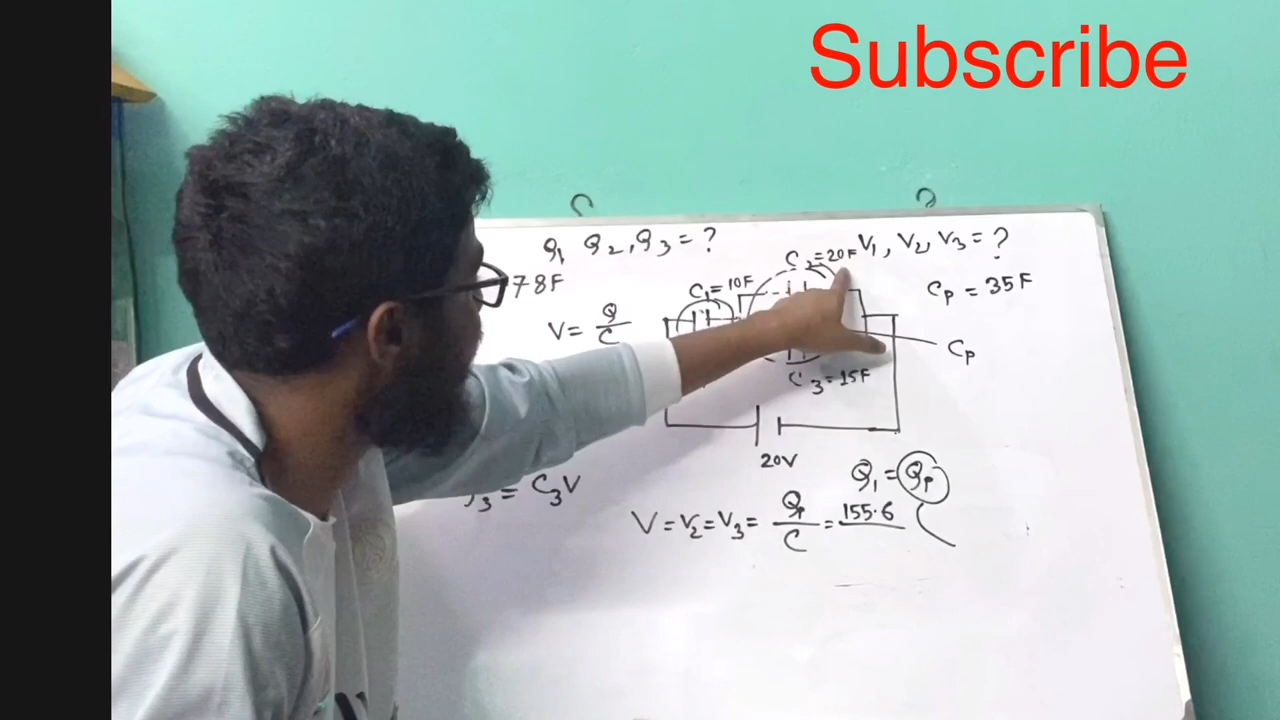 Subscribe
Q1 Q2, Q3 = ?
V1, V2, V3 = ?
C2 = 20F
78F
C1 = 10F
Cp = 35F
V = Q/C
Cp
C3 = 15F
20V
Q1 = Qp
3 = C3V
V = V2 = V3 = Qp/C = 155.6